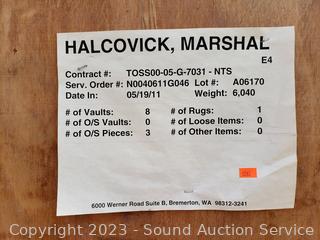 HALCOVICK, MARSHAL
E4
Contract #: TOSS00-05-G-7031 - NTS
Serv. Order #: N0040611G046 Lot #: A06170
Date In: 05/19/11 Weight: 6,040
# of Vaults: 8 # of Rugs: 1
# of O/S Vaults: 0 # of Loose Items: 0
# of O/S Pieces: 3 # of Other Items: 0
6000 Werner Road Suite B, Bremerton, WA 98312-3241
Copyright © 2023 - Sound Auction Service